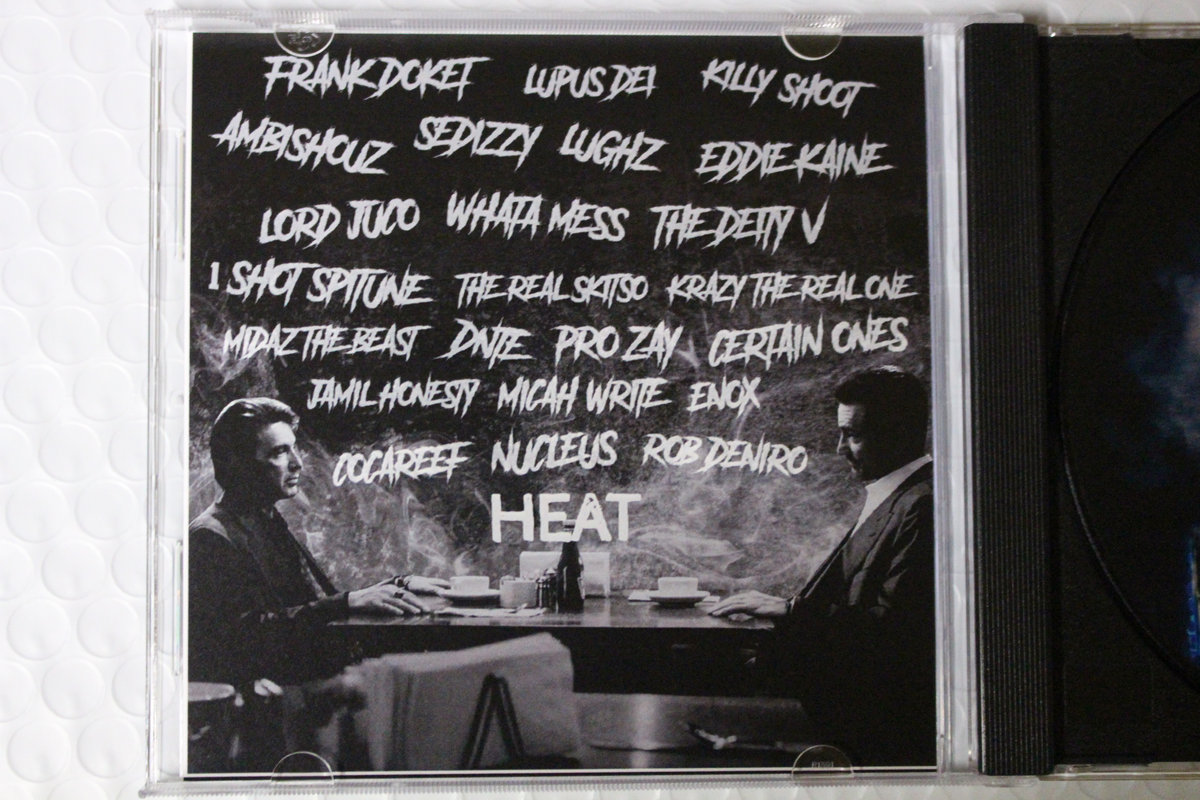 FRANK DOKET LUPUS DEI KILLY SHOOT
AMBISHOUZ SEDIZZY LUGHZ EDDIE KAINE
LORD JUCO WHATA MESS THE DEITY V
1 SHOT SPITUNE THE REAL SKITSO KRAZY THE REAL ONE
MIDAZ THE BEAST DNTE PRO ZAY CERTAIN ONES
JAMIL HONESTY MICAH WRITE ENOX
COCAREEF NUCLEUS ROB DENIRO
HEAT